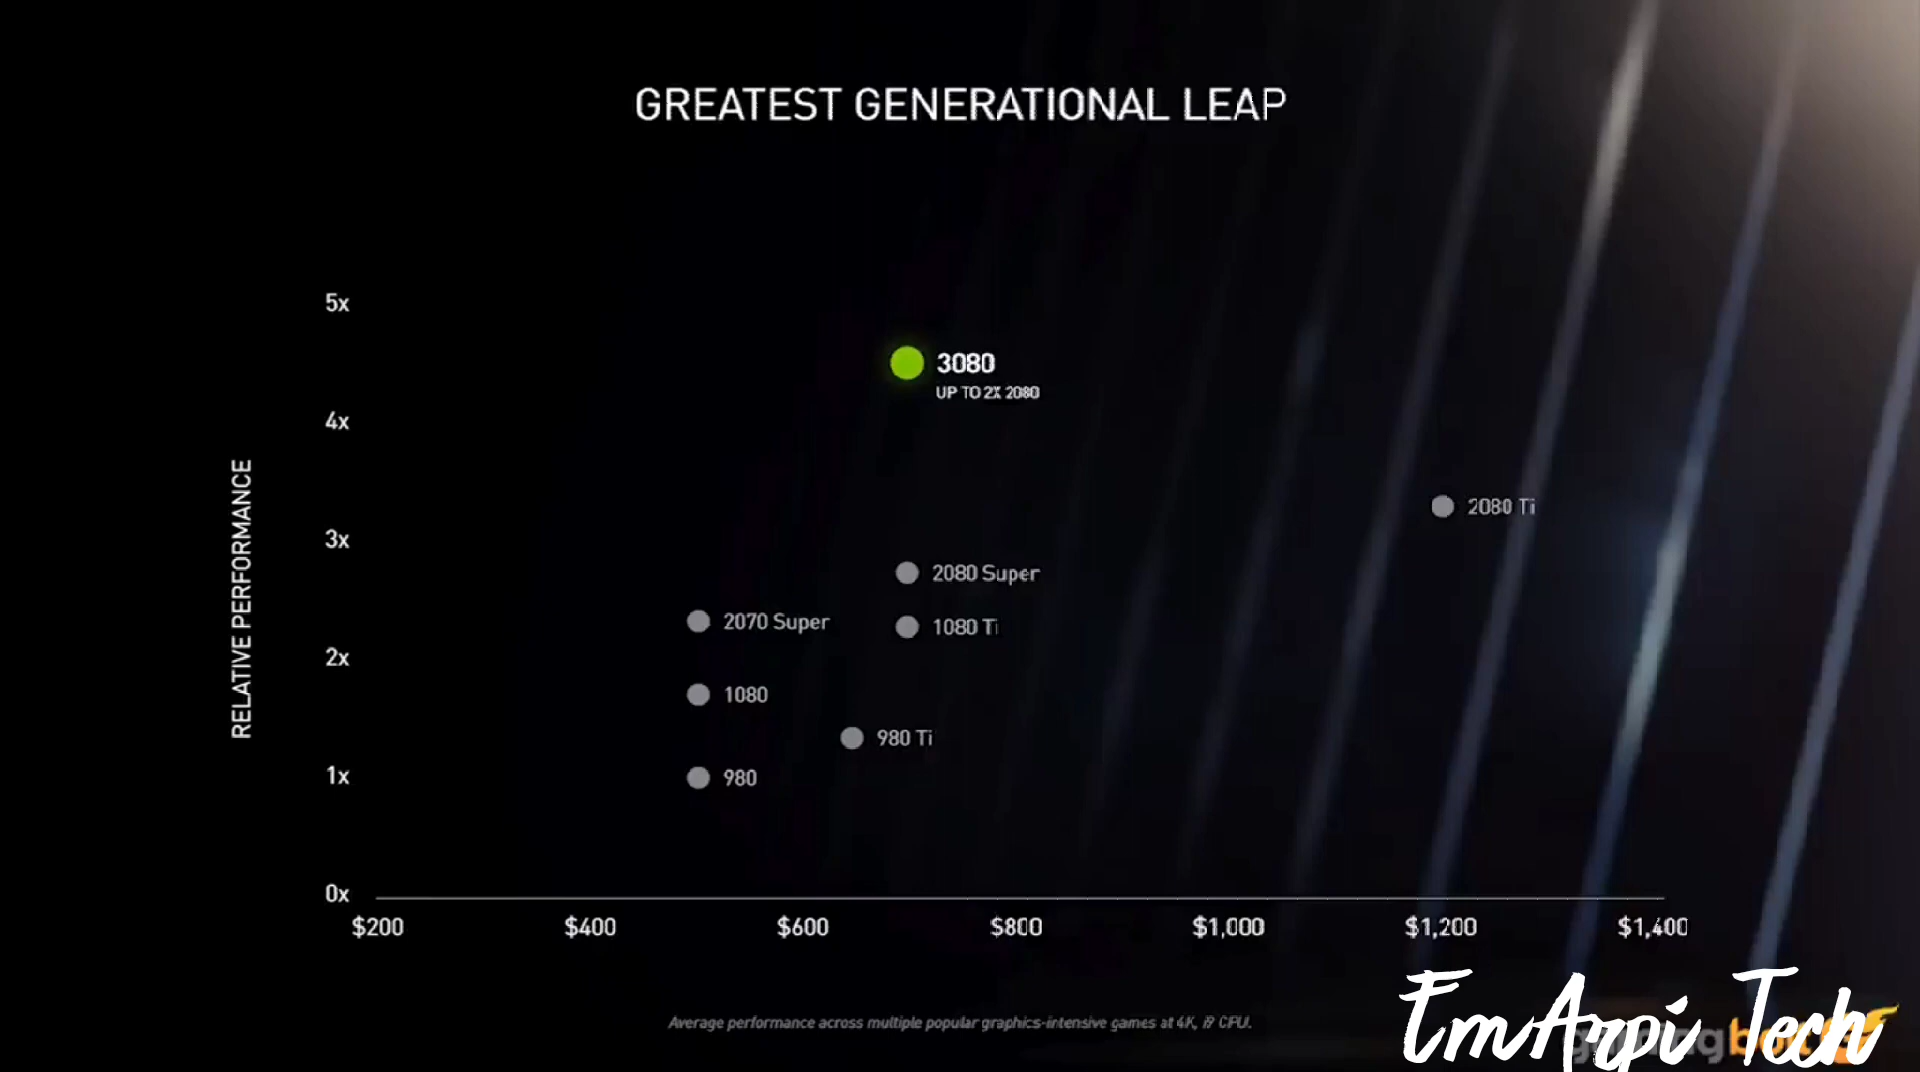 GREATEST GENERATIONAL LEAP
RELATIVE PERFORMANCE
5x
4x
3x
2x
1x
0x
3080
UP TO 2X 2080
2080 Ti
2080 Super
2070 Super
1080 Ti
1080
980 Ti
980
$200 $400 $600 $800 $1,000 $1,200 $1,400
Average performance across multiple popular graphics-intensive games at 4K, i9 CPU.
EmArpi Tech